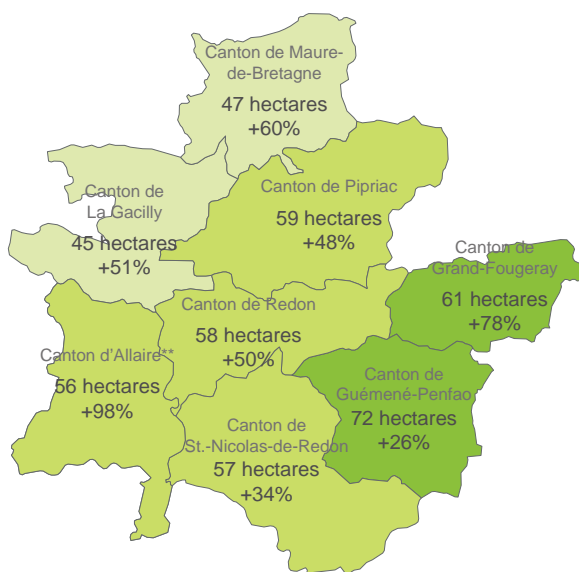 Canton de Maure-
de-Bretagne
47 hectares
+60%
Canton de
La Gacilly
45 hectares
+51%
Canton de Pipriac
59 hectares
+48%
Canton de
Grand-Fougeray
61 hectares
+78%
Canton de Redon
58 hectares
+50%
Canton d'Allaire**
56 hectares
+98%
Canton de
Guémené-Penfao
72 hectares
+26%
Canton de
St.-Nicolas-de-Redon
57 hectares
+34%